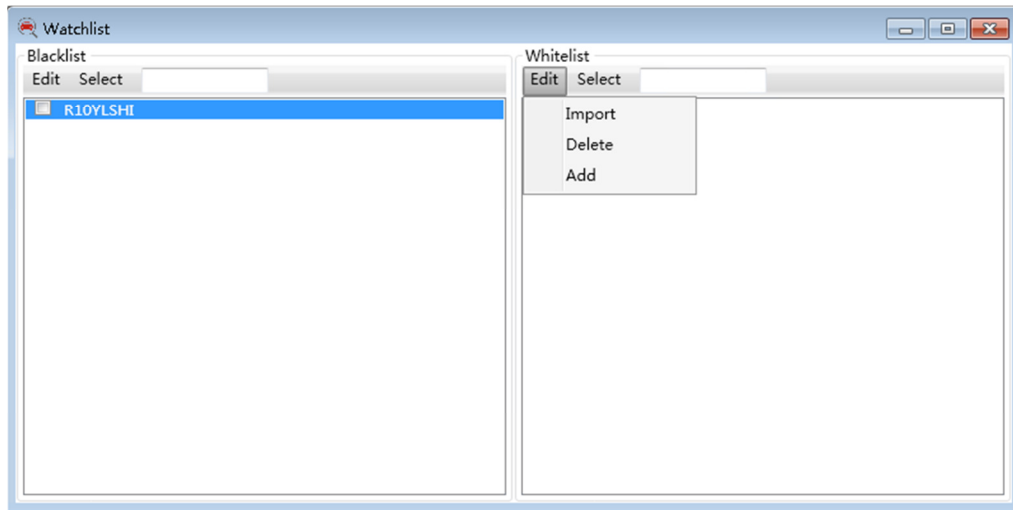 Watchlist
Blacklist
Edit Select
R10YLSHI
Whitelist
Edit Select
Import
Delete
Add